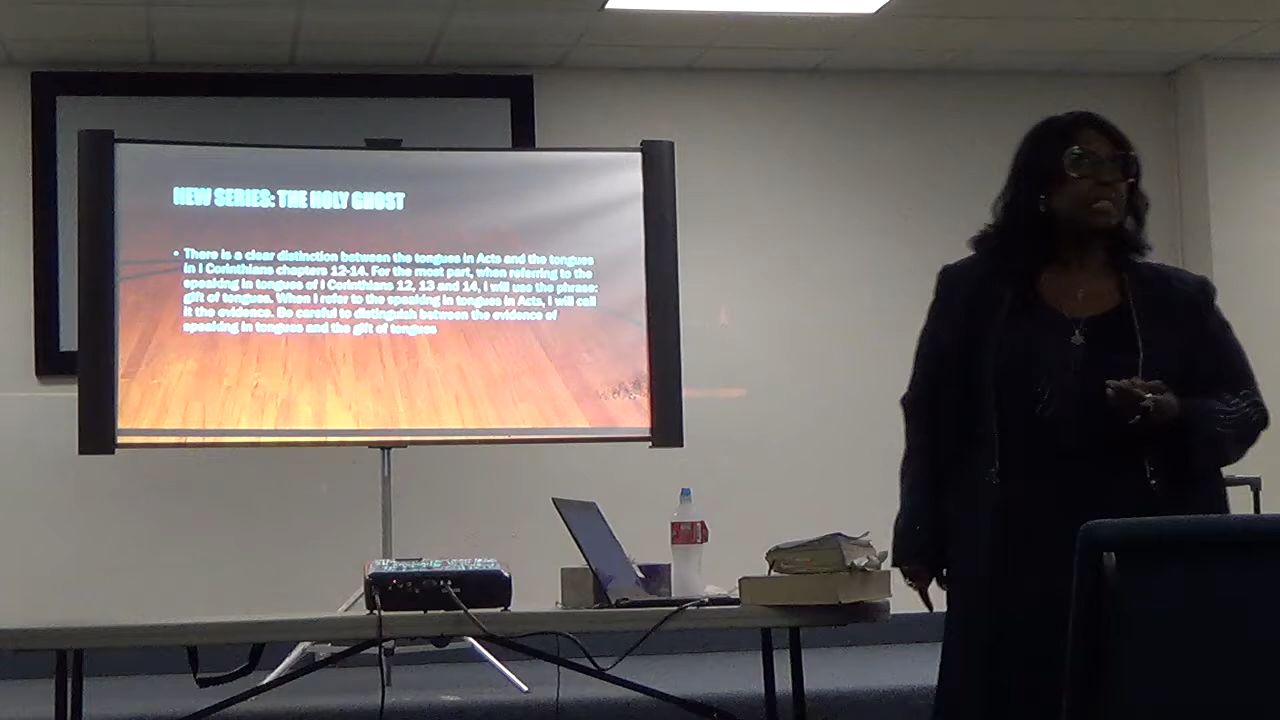 NEW SERIES: THE HOLY GHOST
• There is a clear distinction between the tongues in Acts and the tongues
in I Corinthians chapters 12-14. For the most part, when referring to the
speaking in tongues of I Corinthians 12, 13 and 14, I will use the phrase:
gift of tongues. When I refer to the speaking in tongues in Acts, I will call
it the evidence. Be careful to distinguish between the evidence of
speaking in tongues and the gift of tongues